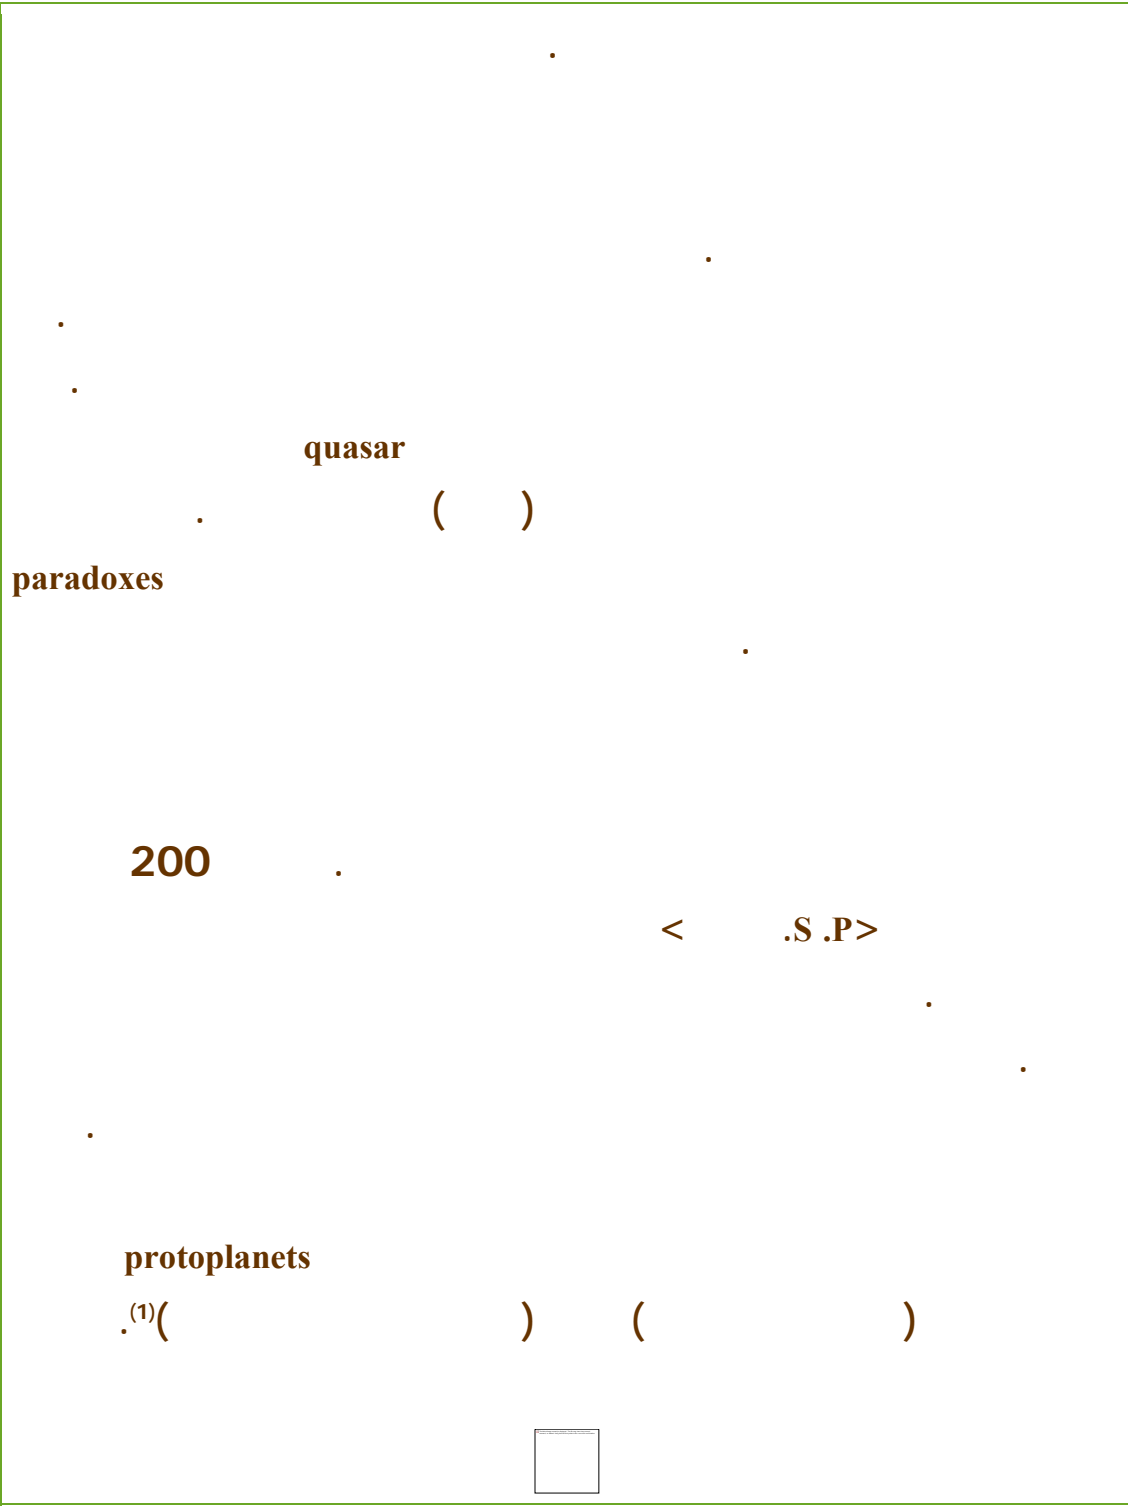 .
.
.
.
quasar
. ( )
paradoxes
.
200 .
< .S .P>
.
.
.
protoplanets
.(1)( ) ( )